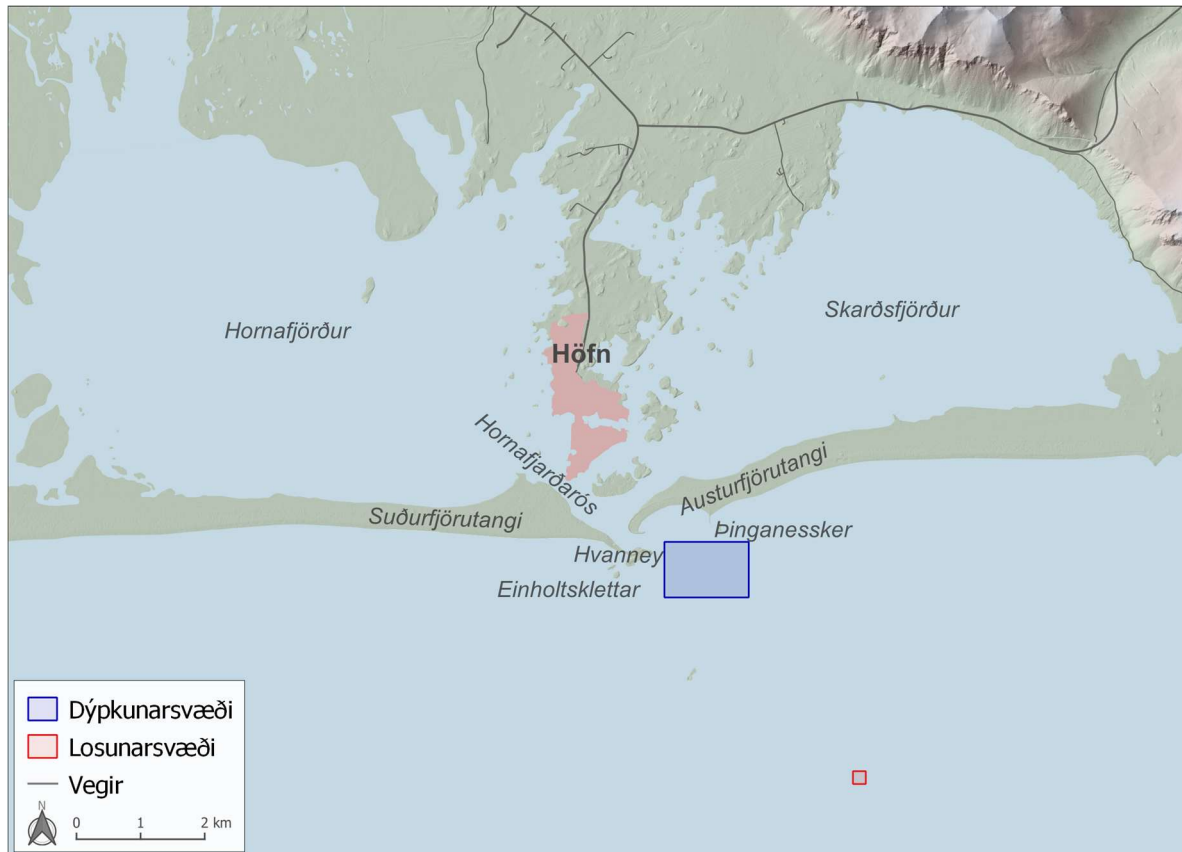 Hornafjörður
Skarðsfjörður
Höfn
Hornafjarðarós
Austurfjörutangi
Suðurfjörutangi
Þinganessker
Hvanney
Einholtsklettar
Dýpkunarsvæði
Losunarsvæði
Vegir
N
0 1 2 km